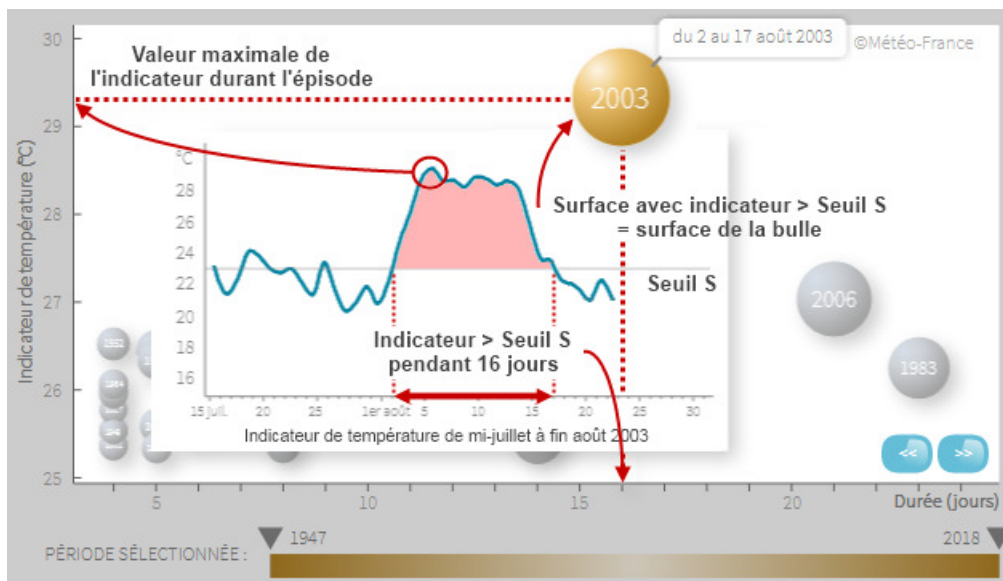 30
Valeur maximale de
l'indicateur durant l'épisode
du 2 au 17 août 2003
©Météo-France
2003
29
28
27
26
25
Indicateur de température (°C)
°C
28
26
24
22
20
18
16
Surface avec indicateur > Seuil S
= surface de la bulle
Seuil S
2006
1983
1952
1964
Indicateur > Seuil S
pendant 16 jours
15 juil.
20
25
1er août
5
10
15
20
25
30
Indicateur de température de mi-juillet à fin août 2003
<<
>>
5
10
15
20
Durée (jours)
PÉRIODE SÉLECTIONNÉE :
1947
2018